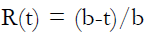 R(t) = (b-t)/b